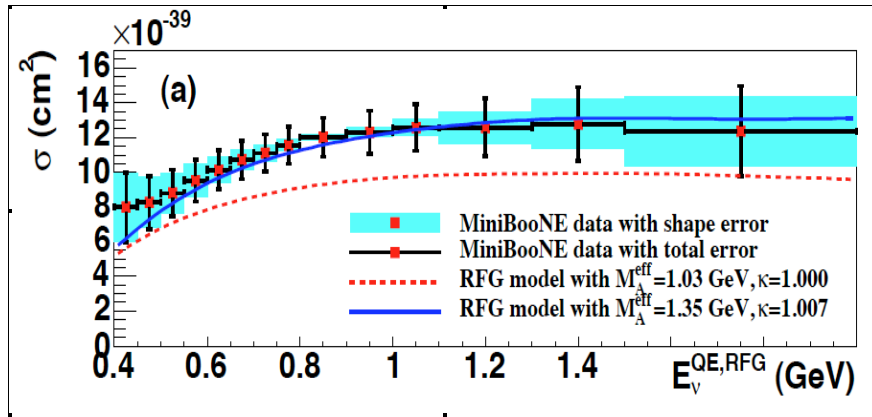 ×10⁻³⁹
σ (cm²)
(a)
16
14
12
10
8
6
4
2
0
MiniBooNE data with shape error
MiniBooNE data with total error
RFG model with M_A^eff=1.03 GeV,κ=1.000
RFG model with M_A^eff=1.35 GeV,κ=1.007
0.4 0.6 0.8 1 1.2 1.4
E_ν^QE,RFG (GeV)